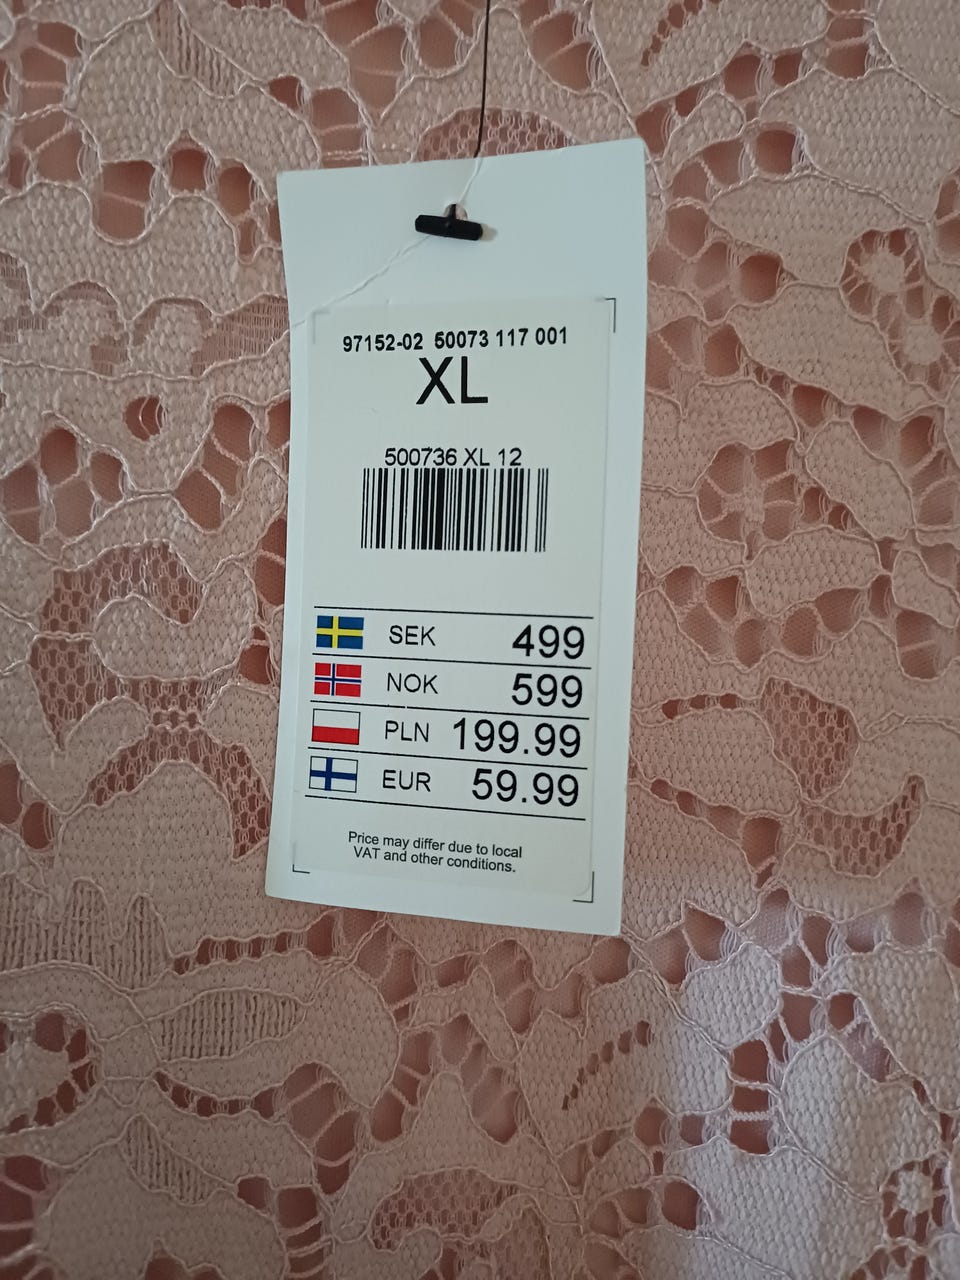 97152-02 50073 117 001
XL
500736 XL 12
SEK 499
NOK 599
PLN 199.99
EUR 59.99
Price may differ due to local
VAT and other conditions.